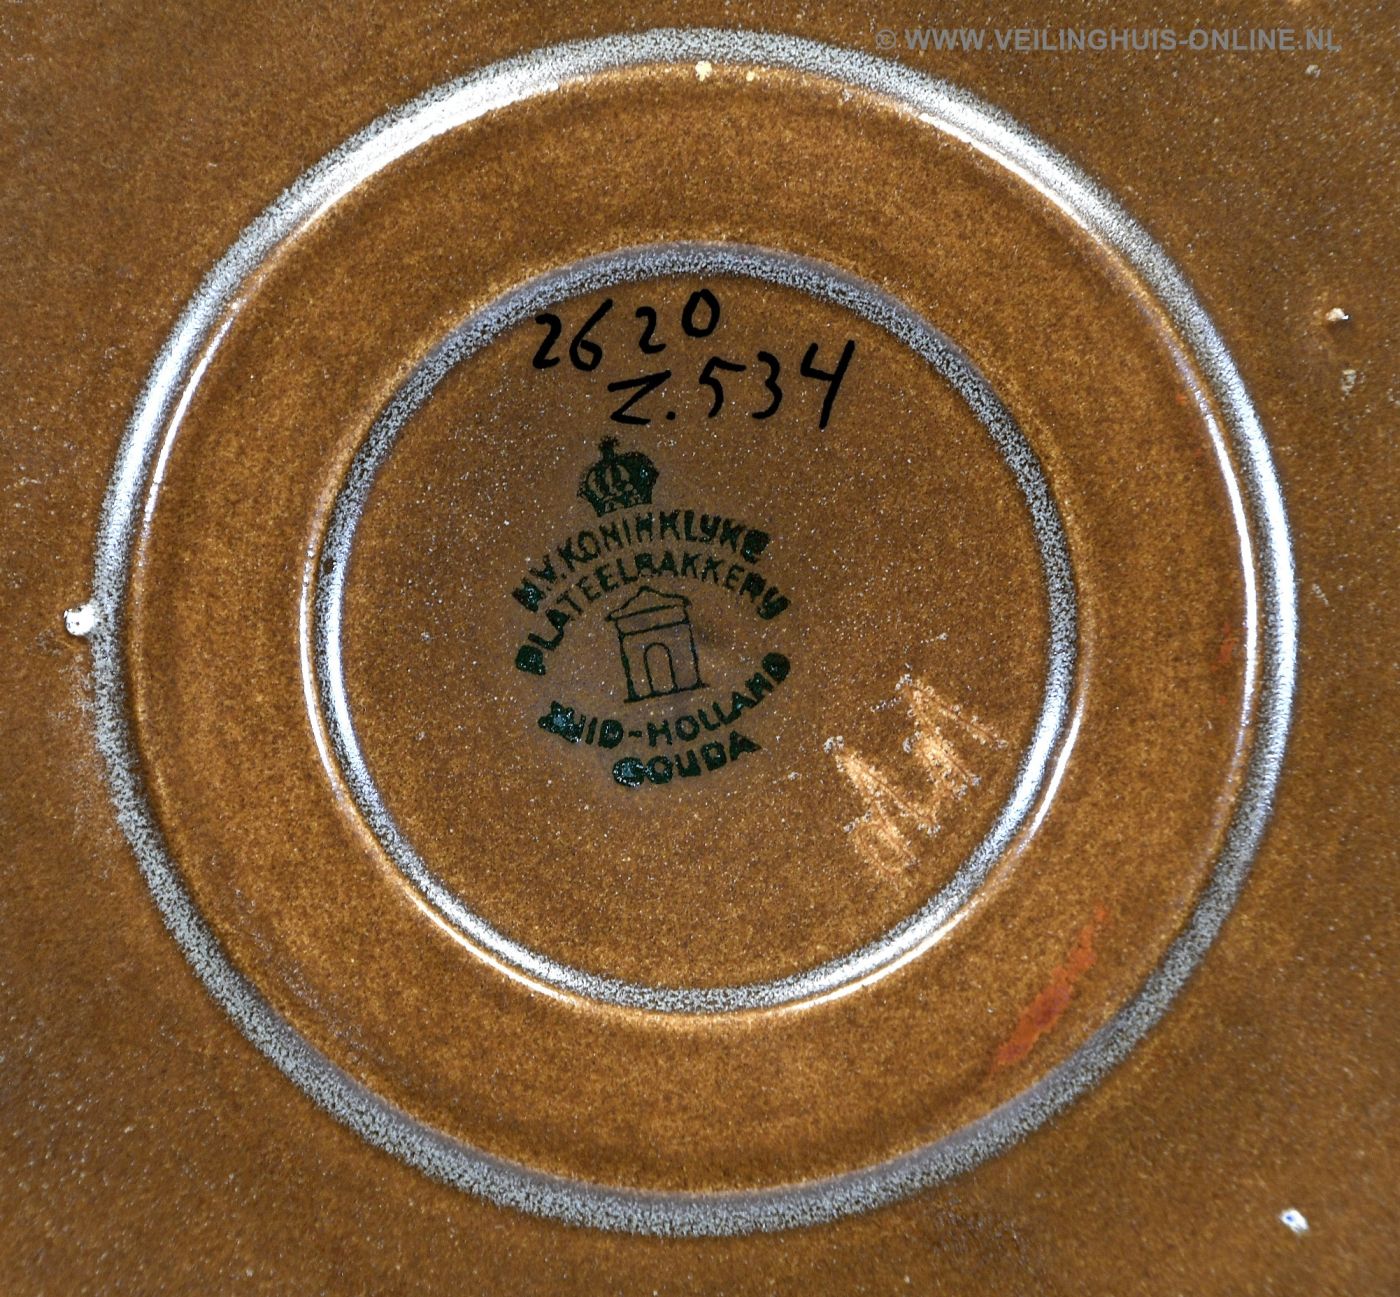 © WWW.VEILINGHUIS-ONLINE.NL
2620
Z.534
N.V. KONINKLYKE
PLATEELBAKKERY
ZUID-HOLLAND
GOUDA